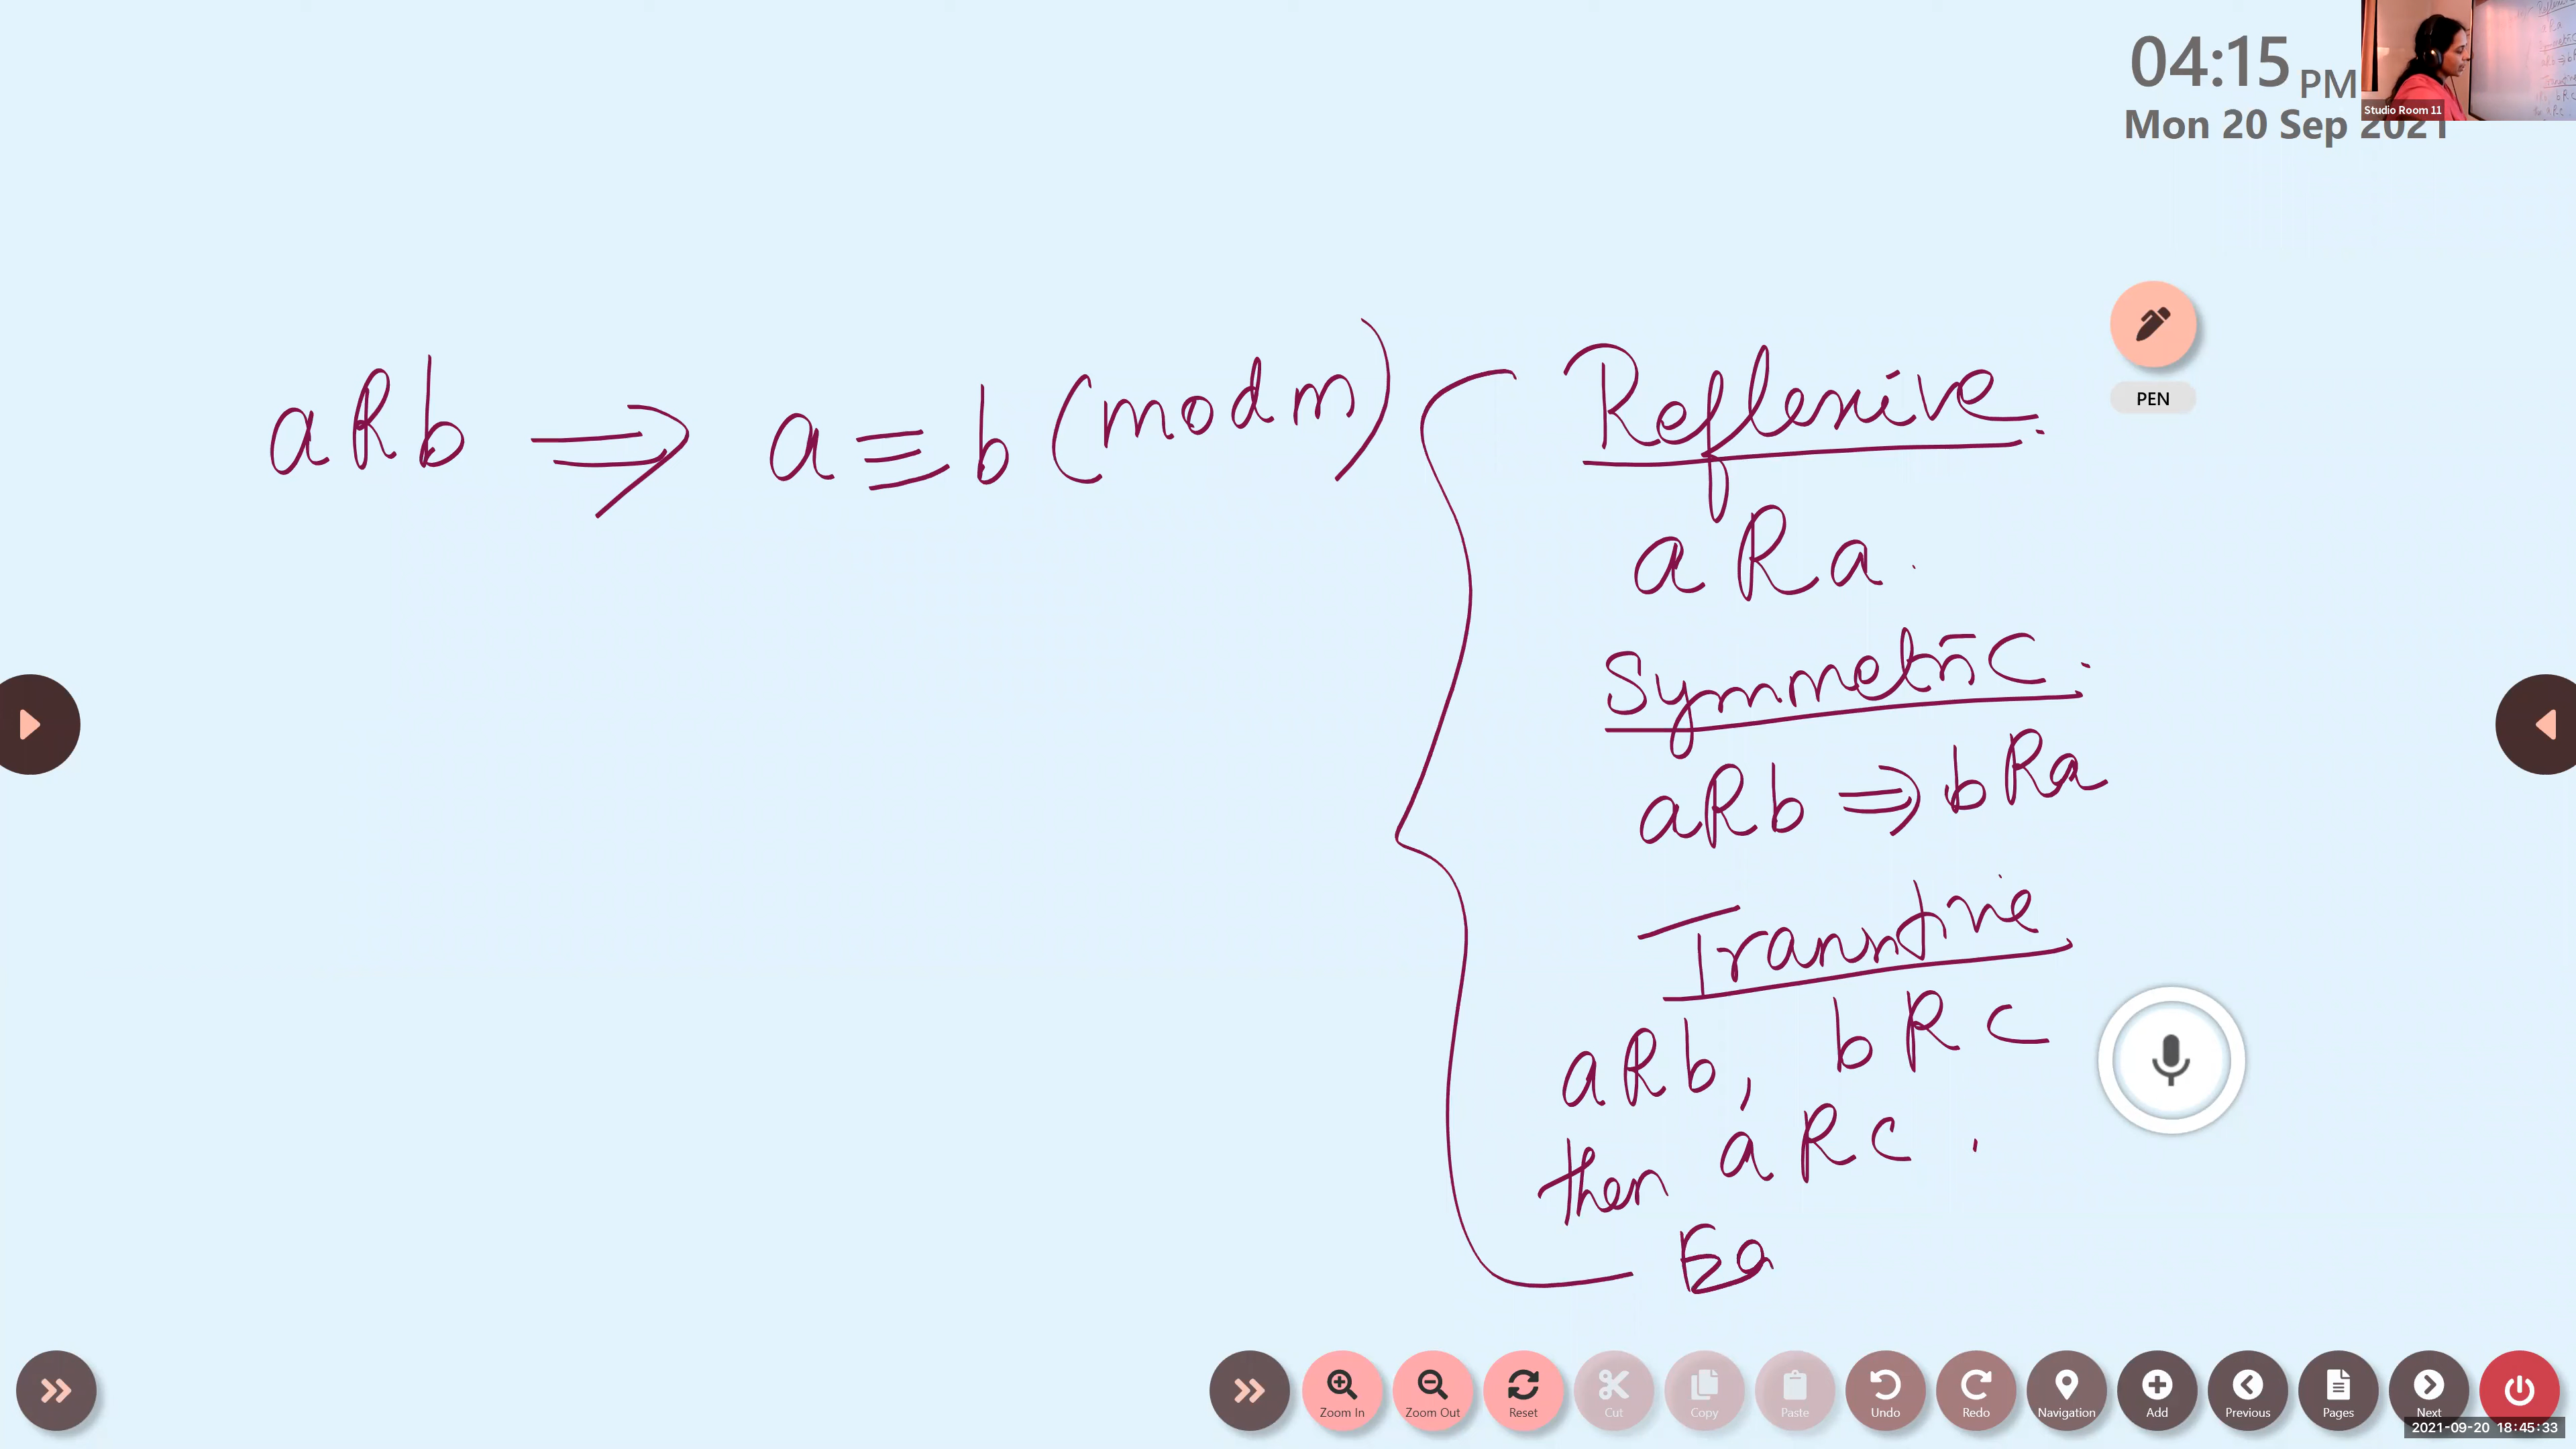 04:15 PM
Mon 20 Sep 2021
Studio Room 11
aRb ⇒ a ≡ b (mod m)
Reflexive.
aRa.
Symmetric.
aRb ⇒ bRa
Transitive
aRb, bRc
then aRc.
Eq
PEN
Zoom In
Zoom Out
Reset
Cut
Copy
Paste
Undo
Redo
Navigation
Add
Previous
Pages
Next
2021-09-20 18:45:33